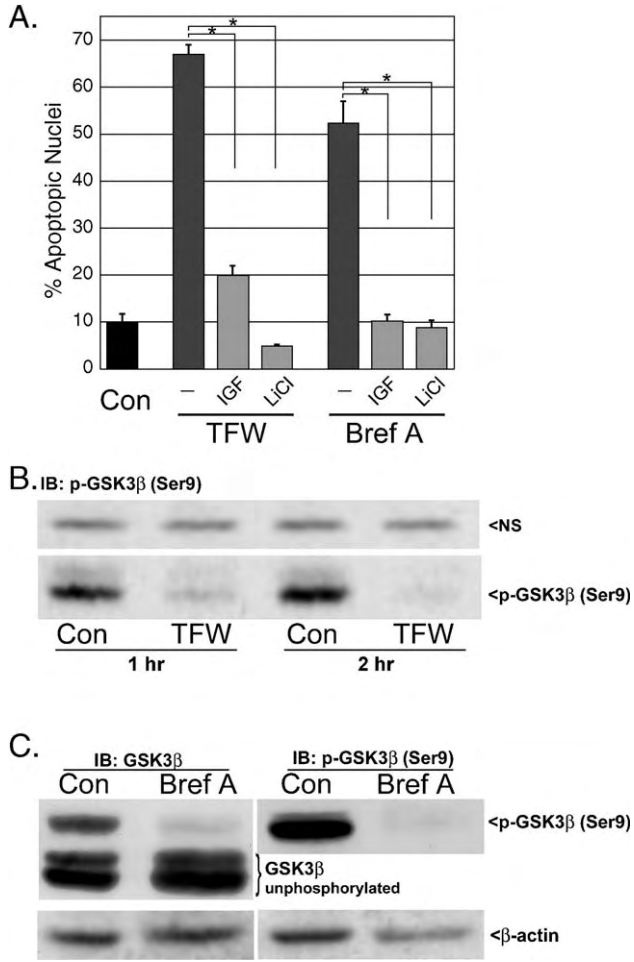 A.
% Apoptopic Nuclei
70
60
50
40
30
20
10
0
* *
* *
Con
– IGF LiCl
– IGF LiCl
TFW Bref A
B.
IB: p-GSK3β (Ser9)
<NS
<p-GSK3β (Ser9)
Con TFW Con TFW
1 hr 2 hr
C.
IB: GSK3β IB: p-GSK3β (Ser9)
Con Bref A Con Bref A
<p-GSK3β (Ser9)
GSK3β
unphosphorylated
<β-actin